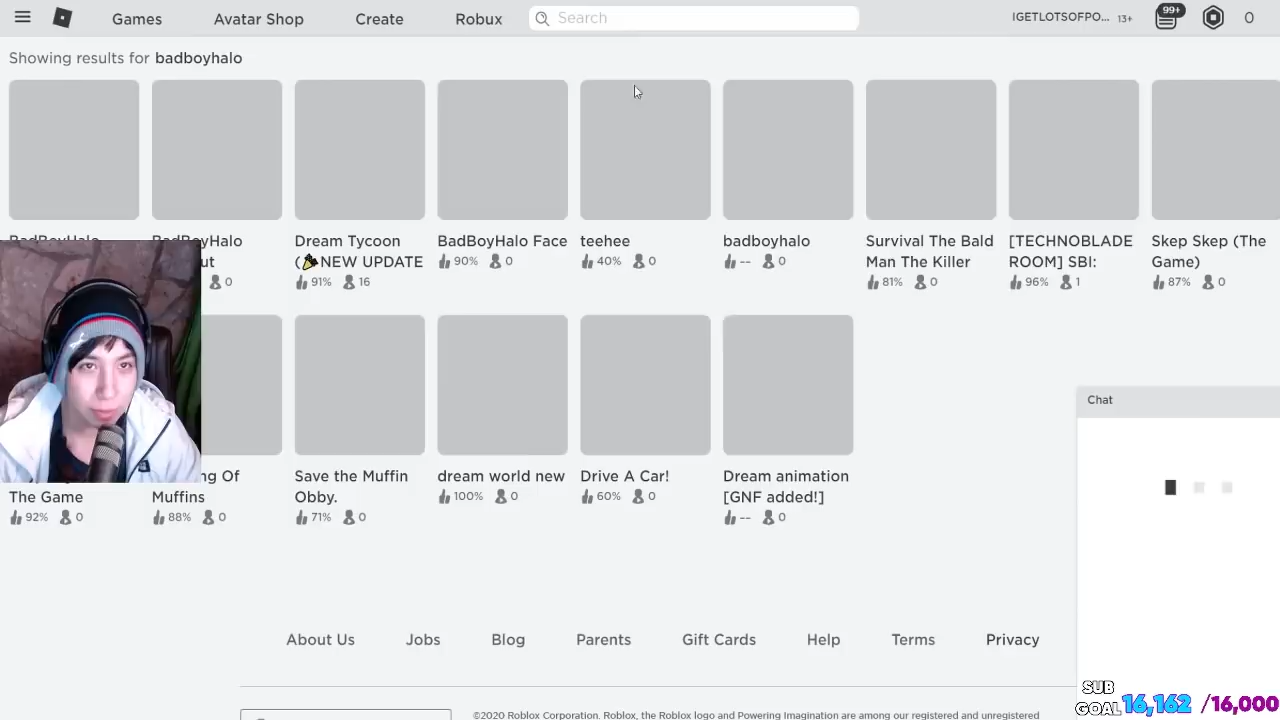 Games Avatar Shop Create Robux Search IGETLOTSOFPO... 13+ 99+ 0
Showing results for badboyhalo
BadBoyHalo
BadBoyHalo
0
Dream Tycoon
(🎉NEW UPDATE
91% 16
BadBoyHalo Face
90% 0
teehee
40% 0
badboyhalo
-- 0
Survival The Bald
Man The Killer
81% 0
[TECHNOBLADE
ROOM] SBI:
96% 1
Skep Skep (The
Game)
87% 0
The Game
92% 0
Of
Muffins
88% 0
Save the Muffin
Obby.
71% 0
dream world new
100% 0
Drive A Car!
60% 0
Dream animation
[GNF added!]
-- 0
Chat
About Us Jobs Blog Parents Gift Cards Help Terms Privacy
©2020 Roblox Corporation. Roblox, the Roblox logo and Powering Imagination are among our registered and unregistered
SUB
GOAL 16,162 /16,000